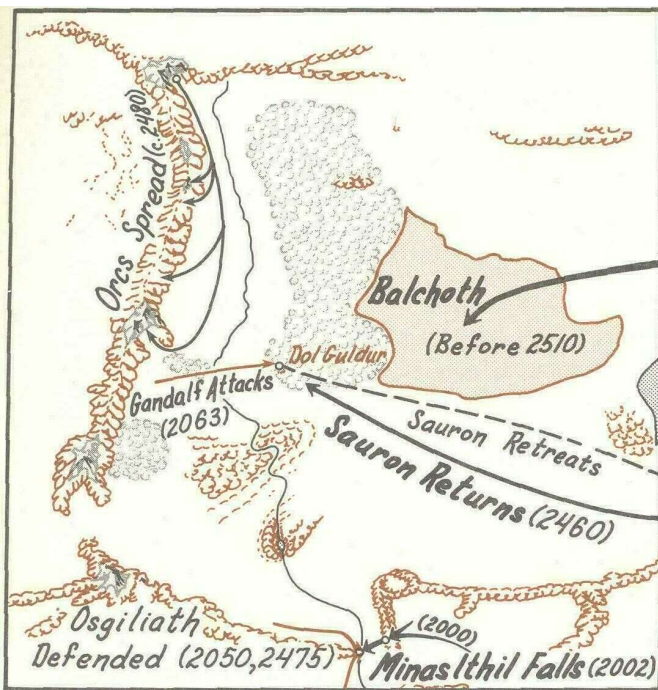 Orcs Spread (c. 2480)
Balchoth
(Before 2510)
Dol Guldur
Gandalf Attacks
(2063)
Sauron Retreats
Sauron Returns (2460)
Osgiliath
Defended (2050, 2475)
(2000)
Minas Ithil Falls (2002)